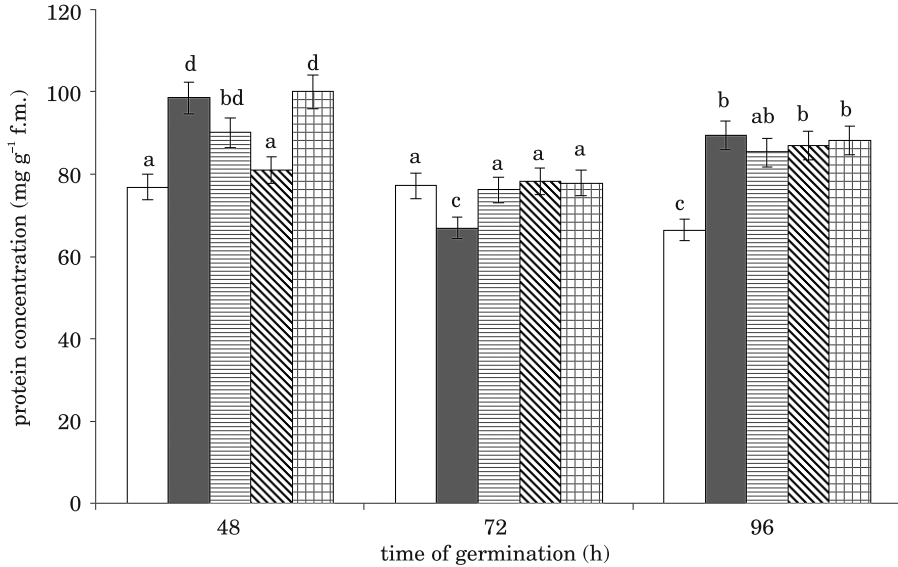 120
100
80
60
40
20
0
protein concentration (mg g⁻¹ f.m.)
a
d
bd
a
d
a
c
a
a
a
c
b
ab
b
b
48
72
96
time of germination (h)